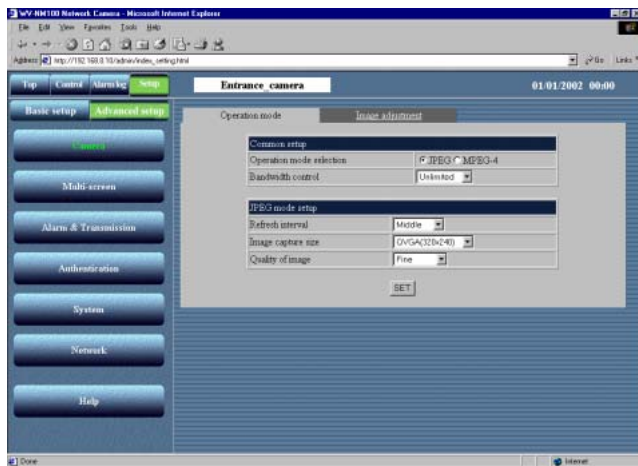 WV-NM100 Network Camera - Microsoft Internet Explorer
File Edit View Favorites Tools Help
Address http://192.168.0.10/admin/index_setting.html Go Links
Top Control Alarm log Setup Entrance_camera 01/01/2002 00:00
Basic setup Advanced setup
Operation mode Image adjustment
Camera
Common setup
Operation mode selection JPEG MPEG-4
Bandwidth control Unlimited
Multi-screen
JPEG mode setup
Refresh interval Middle
Alarm & Transmission
Image capture size QVGA(320x240)
Quality of image Fine
Authentication
SET
System
Network
Help
Done Internet